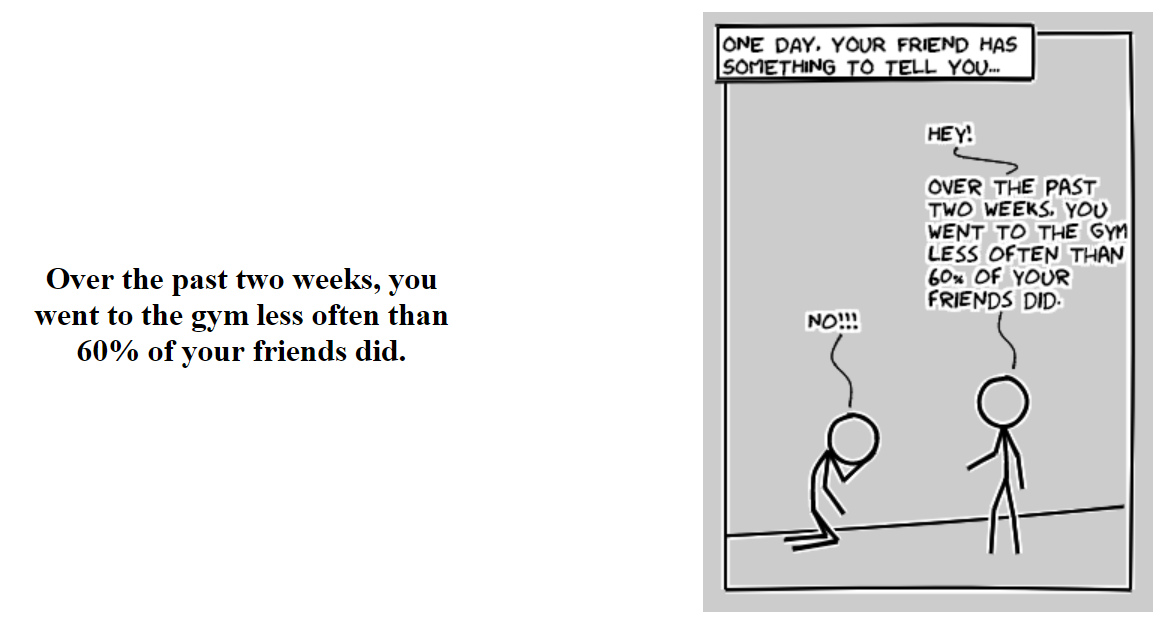 Over the past two weeks, you
went to the gym less often than
60% of your friends did.
ONE DAY, YOUR FRIEND HAS
SOMETHING TO TELL YOU...
HEY!
OVER THE PAST
TWO WEEKS, YOU
WENT TO THE GYM
LESS OFTEN THAN
60% OF YOUR
FRIENDS DID.
NO!!!